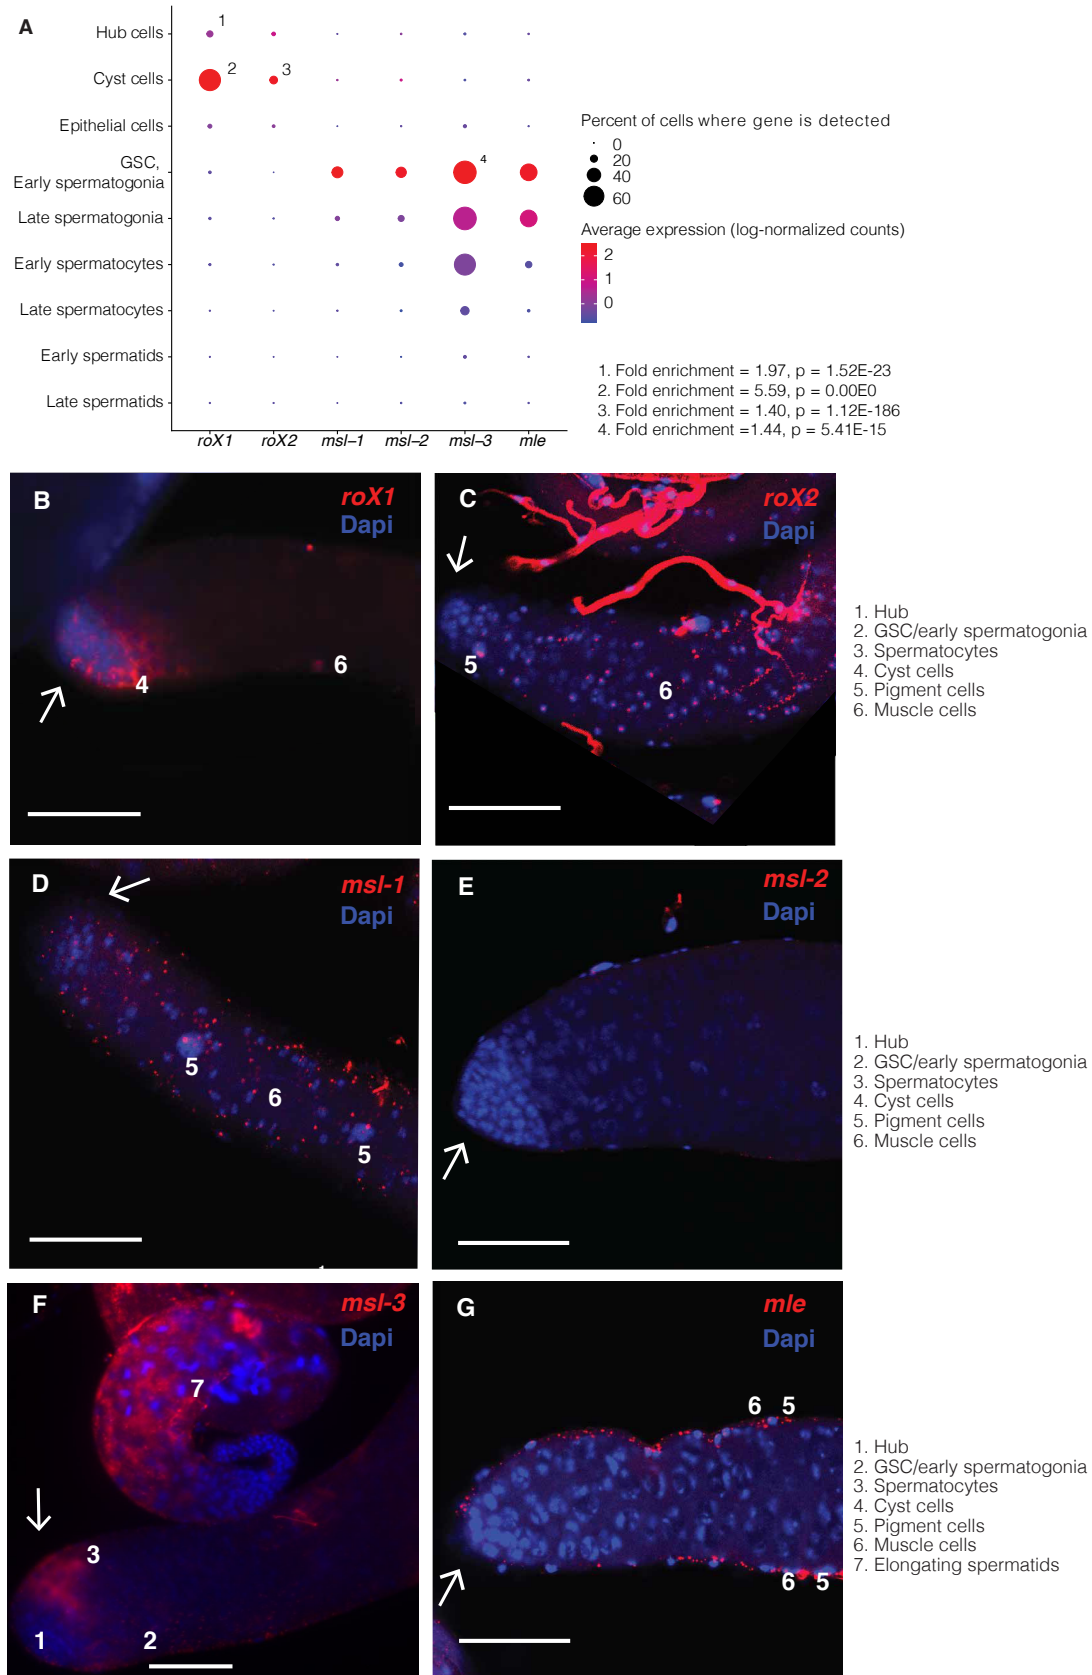 A
Hub cells
Cyst cells
Epithelial cells
GSC,
Early spermatogonia
Late spermatogonia
Early spermatocytes
Late spermatocytes
Early spermatids
Late spermatids
1
2
3
4
roX1 roX2 msl–1 msl–2 msl–3 mle
Percent of cells where gene is detected
0
20
40
60
Average expression (log-normalized counts)
2
1
0
1. Fold enrichment = 1.97, p = 1.52E-23
2. Fold enrichment = 5.59, p = 0.00E0
3. Fold enrichment = 1.40, p = 1.12E-186
4. Fold enrichment =1.44, p = 5.41E-15
B
roX1
Dapi
4
6
C
roX2
Dapi
5
6
1. Hub
2. GSC/early spermatogonia
3. Spermatocytes
4. Cyst cells
5. Pigment cells
6. Muscle cells
D
msl-1
Dapi
5
6
5
E
msl-2
Dapi
1. Hub
2. GSC/early spermatogonia
3. Spermatocytes
4. Cyst cells
5. Pigment cells
6. Muscle cells
F
msl-3
Dapi
7
3
1
2
G
mle
Dapi
6 5
6 5
1. Hub
2. GSC/early spermatogonia
3. Spermatocytes
4. Cyst cells
5. Pigment cells
6. Muscle cells
7. Elongating spermatids